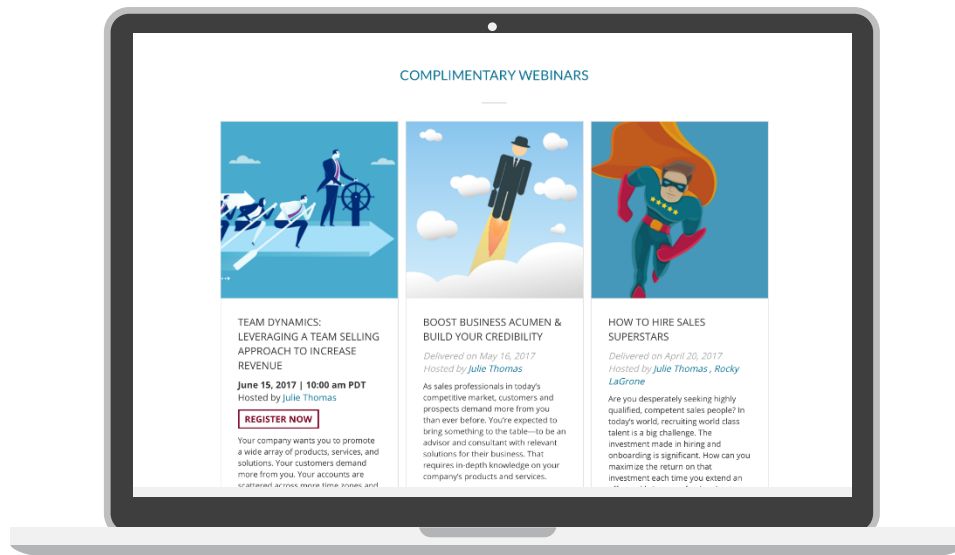 COMPLIMENTARY WEBINARS
TEAM DYNAMICS:
LEVERAGING A TEAM SELLING
APPROACH TO INCREASE
REVENUE
June 15, 2017 | 10:00 am PDT
Hosted by Julie Thomas
REGISTER NOW
Your company wants you to promote
a wide array of products, services, and
solutions. Your customers demand
more from you. Your accounts are
scattered across more time zones and
BOOST BUSINESS ACUMEN &
BUILD YOUR CREDIBILITY
Delivered on May 16, 2017
Hosted by Julie Thomas
As sales professionals in today's
competitive market, customers and
prospects demand more from you
than ever before. You're expected to
bring something to the table—to be an
advisor and consultant with relevant
solutions for their business. That
requires in-depth knowledge on your
company's products and services.
HOW TO HIRE SALES
SUPERSTARS
Delivered on April 20, 2017
Hosted by Julie Thomas , Rocky
LaGrone
Are you desperately seeking highly
qualified, competent sales people? In
today's world, recruiting world class
talent is a big challenge. The
investment made in hiring and
onboarding is significant. How can you
maximize the return on that
investment each time you extend an